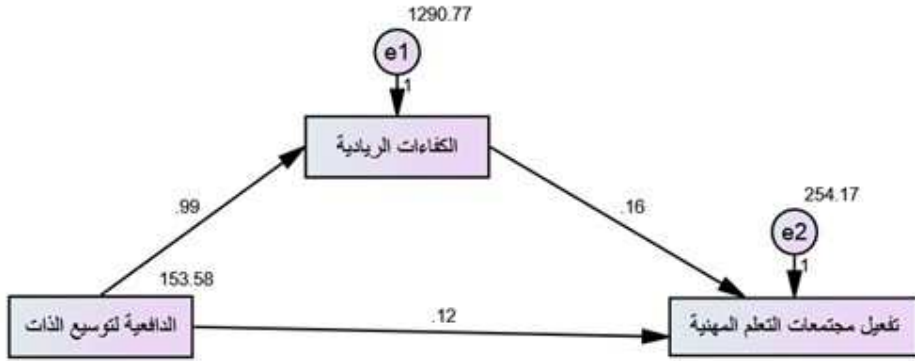 1290.77
e1
1
الكفاءات الريادية
.99
.16
254.17
e2
1
153.58
الدافعية لتوسيع الذات
.12
تفعيل مجتمعات التعلم المهنية